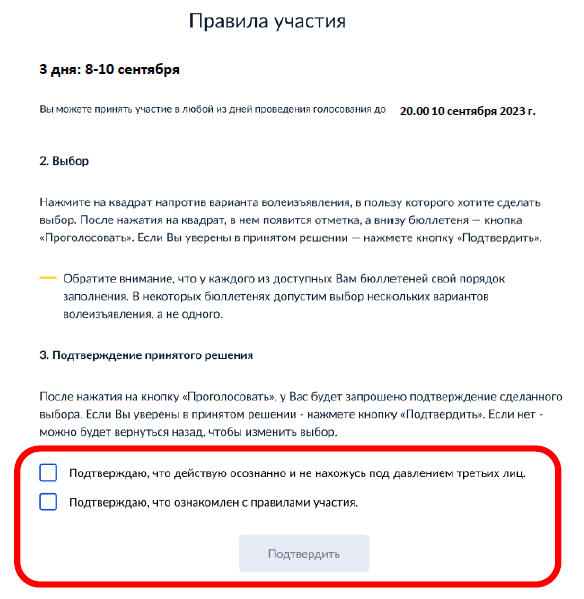 Правила участия
3 дня: 8-10 сентября
Вы можете принять участие в любой из дней проведения голосования до 20.00 10 сентября 2023 г.
2. Выбор
Нажмите на квадрат напротив варианта волеизъявления, в пользу которого хотите сделать
выбор. После нажатия на квадрат, в нем появится отметка, а внизу бюллетеня — кнопка
«Проголосовать». Если Вы уверены в принятом решении — нажмете кнопку «Подтвердить».
Обратите внимание, что у каждого из доступных Вам бюллетеней свой порядок
заполнения. В некоторых бюллетенях допустим выбор нескольких вариантов
волеизъявления, а не одного.
3. Подтверждение принятого решения
После нажатия на кнопку «Проголосовать», у Вас будет запрошено подтверждение сделанного
выбора. Если Вы уверены в принятом решении - нажмете кнопку «Подтвердить». Если нет -
можно будет вернуться назад, чтобы изменить выбор.
Подтверждаю, что действую осознанно и не нахожусь под давлением третьих лиц.
Подтверждаю, что ознакомлен с правилами участия.
Подтвердить